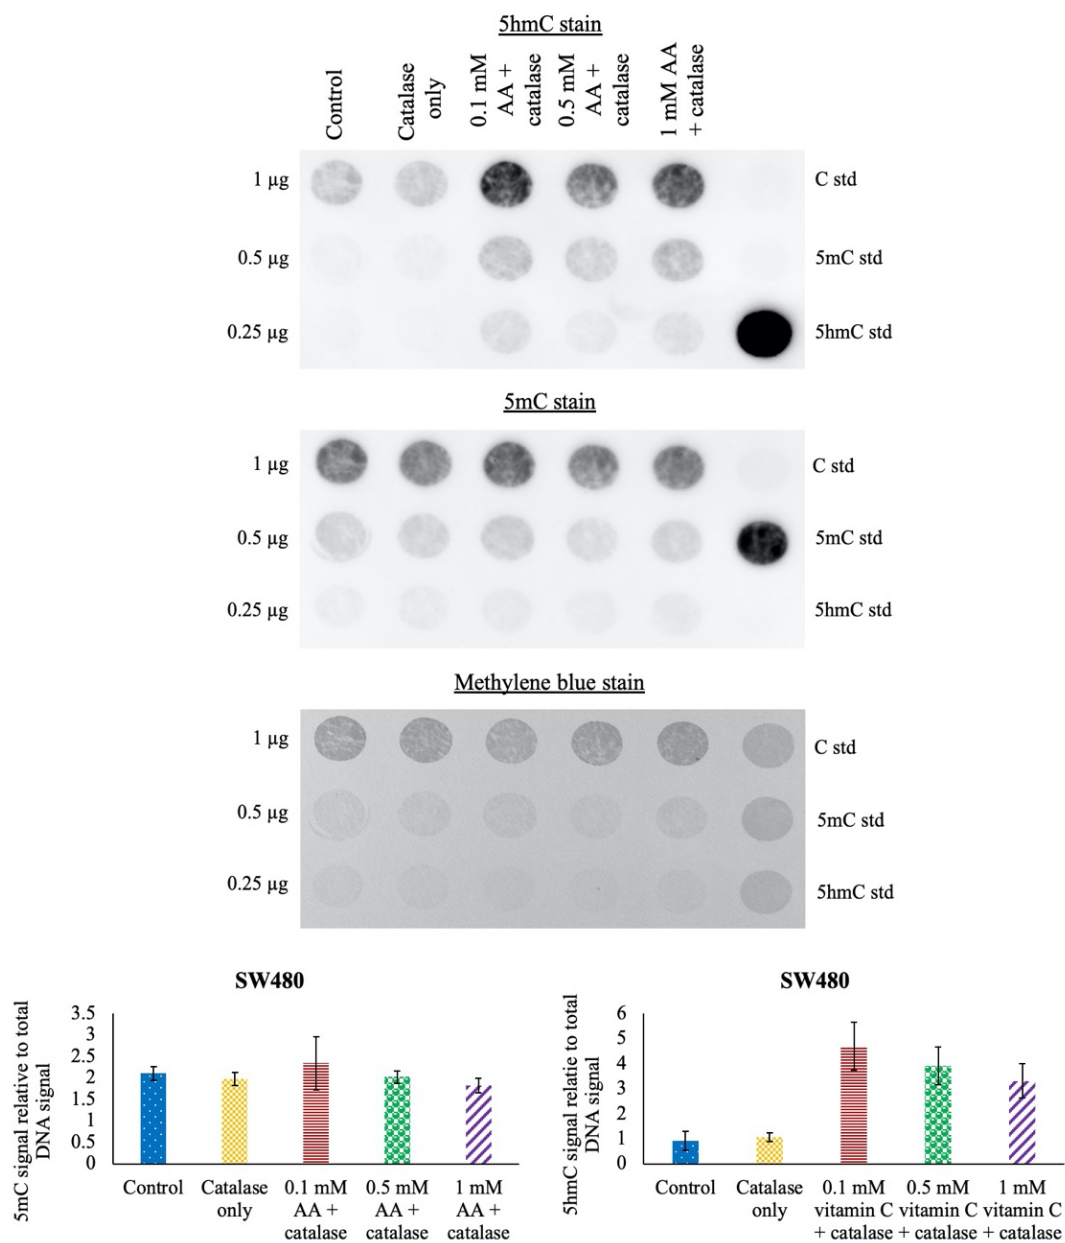 5hmC stain
Control
Catalase
only
0.1 mM
AA +
catalase
0.5 mM
AA +
catalase
1 mM AA
+ catalase
1 µg
C std
0.5 µg
5mC std
0.25 µg
5hmC std
5mC stain
1 µg
C std
0.5 µg
5mC std
0.25 µg
5hmC std
Methylene blue stain
1 µg
C std
0.5 µg
5mC std
0.25 µg
5hmC std
SW480
5mC signal relative to total
DNA signal
3.5
3
2.5
2
1.5
1
0.5
0
Control
Catalase
only
0.1 mM
AA +
catalase
0.5 mM
AA +
catalase
1 mM
AA +
catalase
SW480
5hmC signal relatie to total
DNA signal
6
5
4
3
2
1
0
Control
Catalase
only
0.1 mM
vitamin C
+ catalase
0.5 mM
vitamin C
+ catalase
1 mM
vitamin C
+ catalase